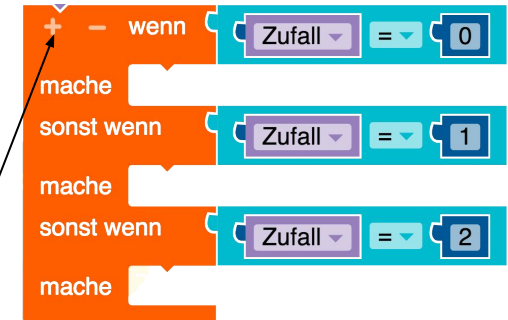 + − wenn Zufall = 0
mache
sonst wenn Zufall = 1
mache
sonst wenn Zufall = 2
mache